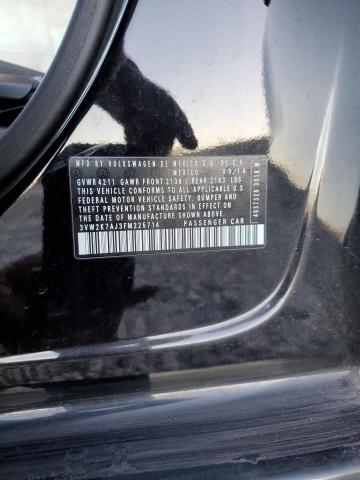 MFD BY VOLKSWAGEN DE MEXICO S.A. DE C.V.
MEXICO 09/14
GVWR 4211 GAWR FRONT 2138 / REAR 2183 LBS
THIS VEHICLE CONFORMS TO ALL APPLICABLE U.S.
FEDERAL MOTOR VEHICLE SAFETY, BUMPER AND
THEFT PREVENTION STANDARDS IN EFFECT ON
THE DATE OF MANUFACTURE SHOWN ABOVE.
3VW2K7AJ3FM225714 PASSENGER CAR
4037328 3016 M